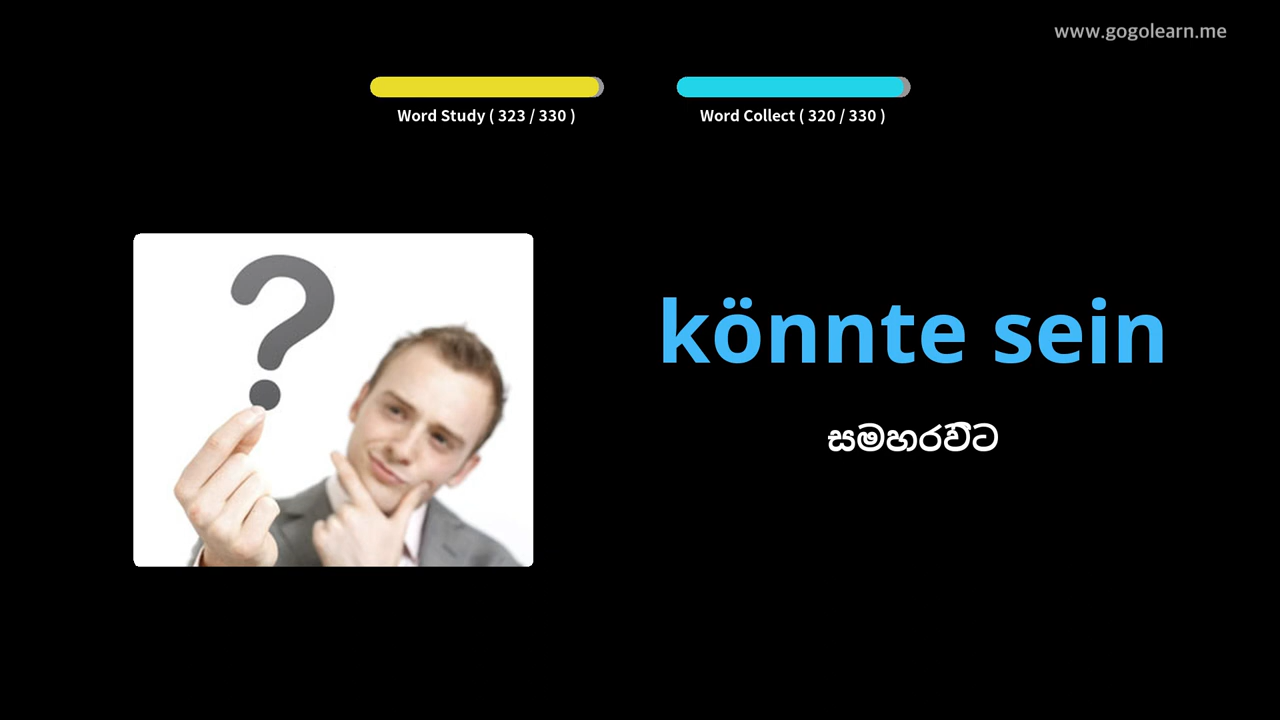 www.gogolearn.me
Word Study ( 323 / 330 )
Word Collect ( 320 / 330 )
könnte sein
සමහරවිට